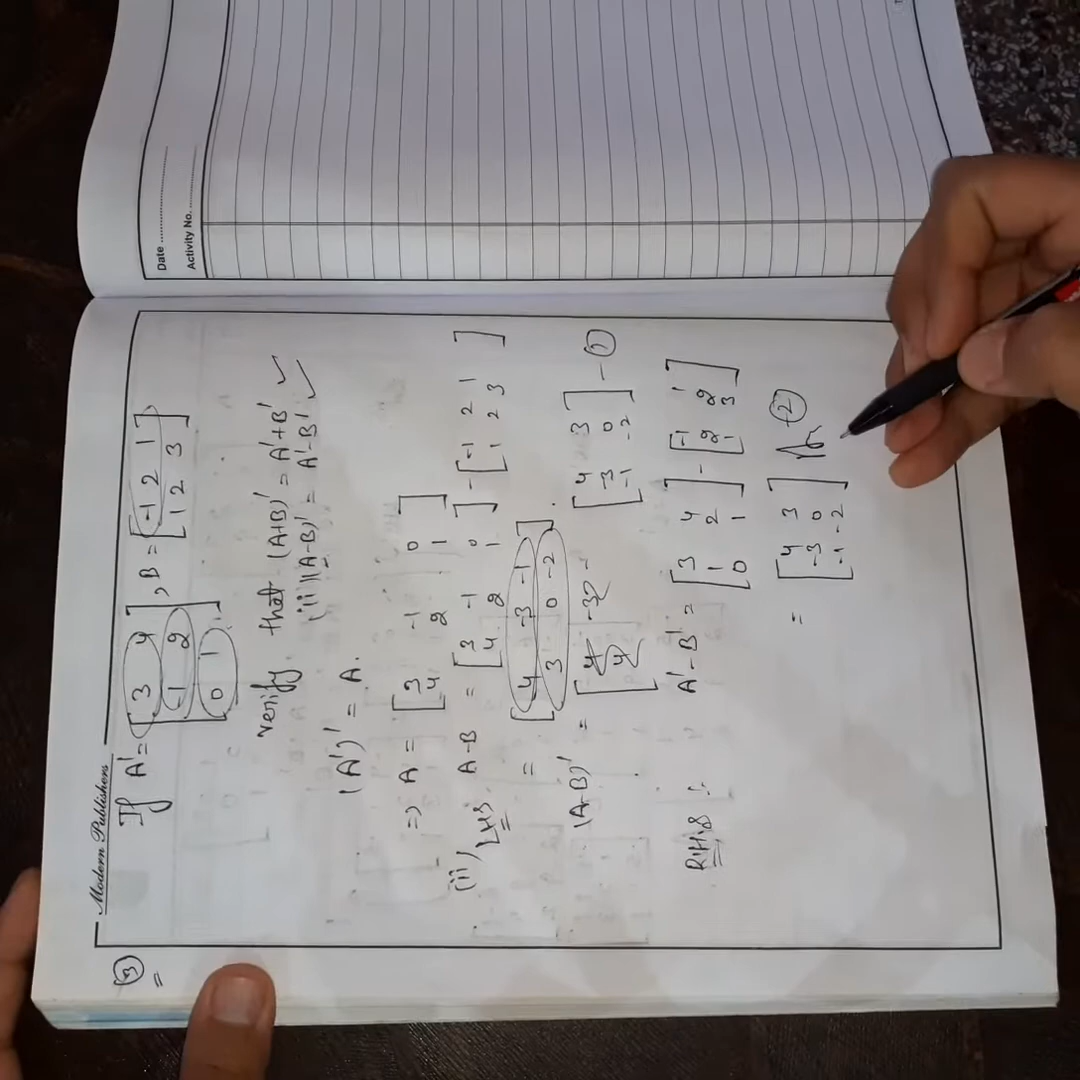 Date
Activity No.
Modern Publishers
(3) If A' = [3 4], B = [-1 2 1]
[-1 2] [1 2 3]
[0 1]
verify that (A+B)' = A'+B' ✓
(ii) (A-B)' = A'-B' ✓
(A')' = A.
=> A = [3 -1 0]
[4 2 1]
(ii) LHS A-B = [3 -1 0] - [-1 2 1]
[4 2 1] [1 2 3]
= [4 -3 -1]
[3 0 -2].
(A-B)' = [4 3] - (1)
[-3 0]
[-1 -2]
R.H.S :- A'-B' = [3 4] - [-1 1]
[-1 2] [2 2]
[0 1] [1 3]
= [4 3] (2)
[-3 0]
[-1 -2]